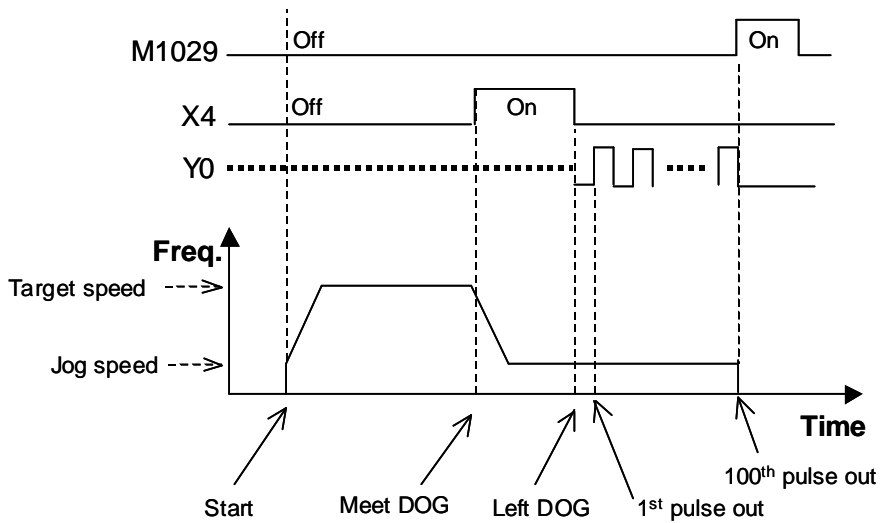 M1029
Off
On
X4
Off
On
Y0
Freq.
Target speed
Jog speed
Time
Start
Meet DOG
Left DOG
1st pulse out
100th pulse out